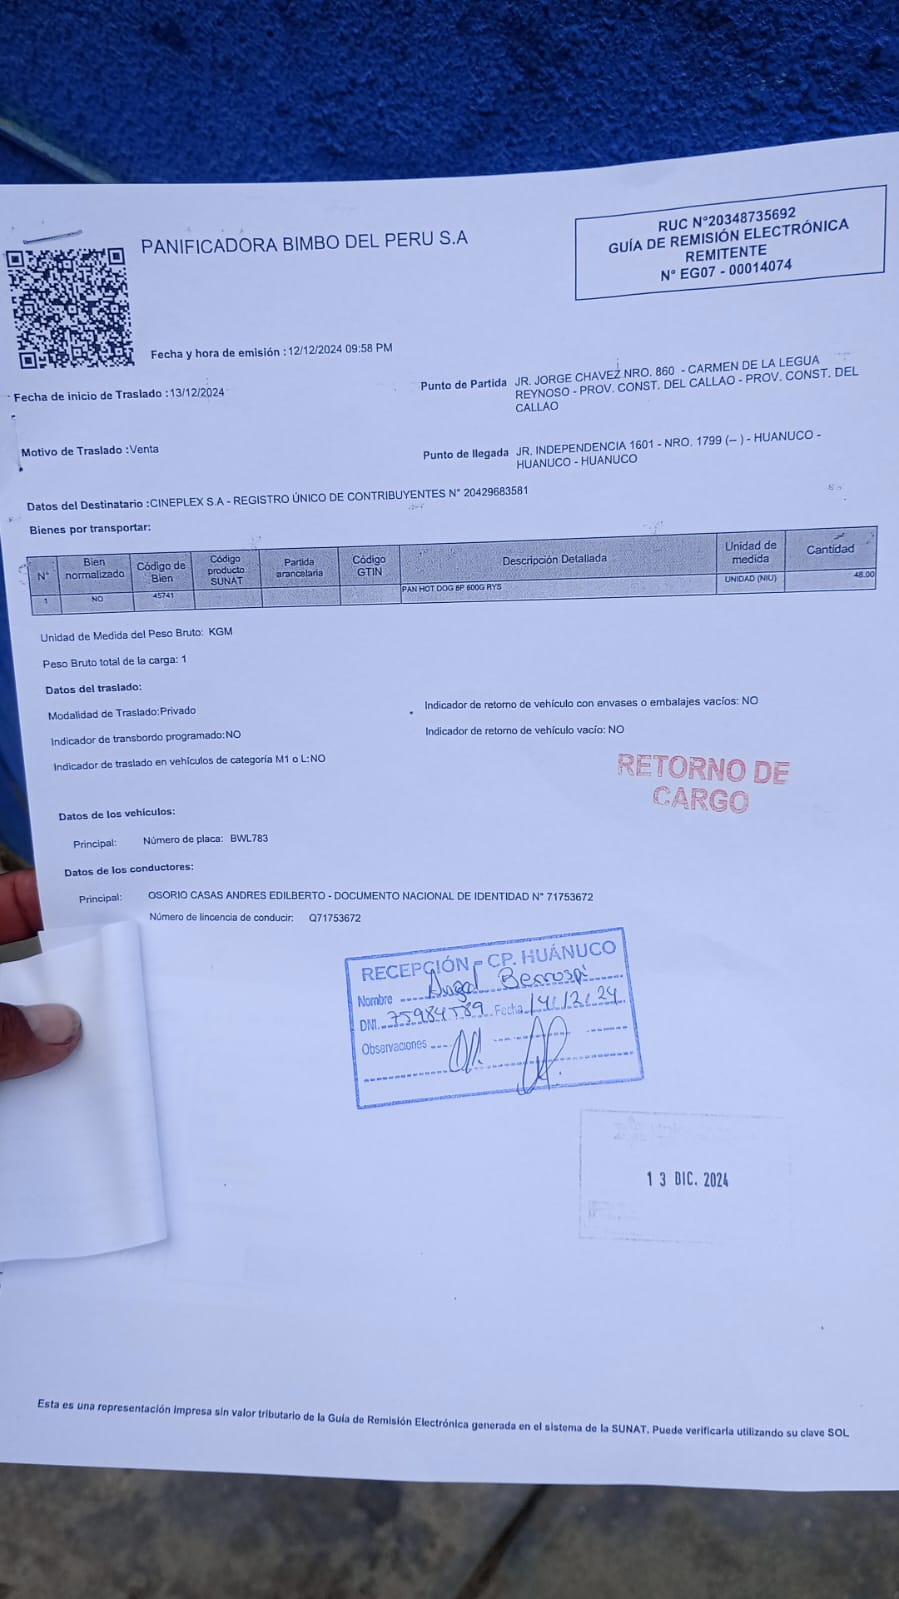 PANIFICADORA BIMBO DEL PERU S.A
RUC N°20348735692
GUÍA DE REMISIÓN ELECTRÓNICA
REMITENTE
N° EG07 - 00014074
Fecha y hora de emisión :12/12/2024 09:58 PM
Fecha de inicio de Traslado :13/12/2024
Punto de Partida JR. JORGE CHAVEZ NRO. 860 - CARMEN DE LA LEGUA
REYNOSO - PROV. CONST. DEL CALLAO - PROV. CONST. DEL
CALLAO
Motivo de Traslado :Venta
Punto de llegada JR. INDEPENDENCIA 1601 - NRO. 1799 (-- ) - HUANUCO -
HUANUCO - HUANUCO
Datos del Destinatario :CINEPLEX S.A - REGISTRO ÚNICO DE CONTRIBUYENTES N° 20429683581
Bienes por transportar:
N° Bien normalizado Código de Bien Código producto SUNAT Partida arancelaria Código GTIN Descripción Detallada Unidad de medida Cantidad
1 NO 45741 PAN HOT DOG 8P 600G RYS UNIDAD (NIU) 48.00
Unidad de Medida del Peso Bruto: KGM
Peso Bruto total de la carga: 1
Datos del traslado:
Modalidad de Traslado:Privado
Indicador de retorno de vehículo con envases o embalajes vacíos: NO
Indicador de transbordo programado:NO
Indicador de retorno de vehículo vacío: NO
Indicador de traslado en vehículos de categoría M1 o L:NO
RETORNO DE
CARGO
Datos de los vehículos:
Principal: Número de placa: BWL783
Datos de los conductores:
Principal: OSORIO CASAS ANDRES EDILBERTO - DOCUMENTO NACIONAL DE IDENTIDAD N° 71753672
Número de lincencia de conducir: Q71753672
RECEPCIÓN - CP. HUÁNUCO
Nombre Angel Berrospi
DNI. 75984589 Fecha 14/12/24
Observaciones
13 DIC. 2024
Esta es una representación impresa sin valor tributario de la Guía de Remisión Electrónica generada en el sistema de la SUNAT. Puede verificarla utilizando su clave SOL